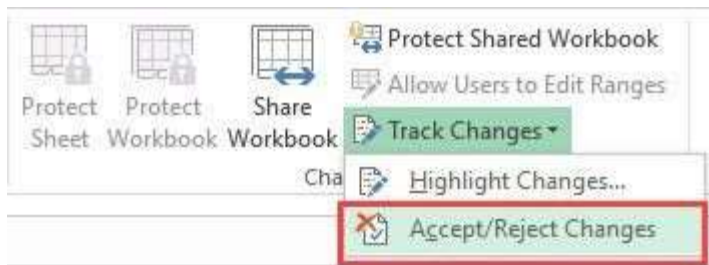 Protect Sheet
Protect Workbook
Share Workbook
Protect Shared Workbook
Allow Users to Edit Ranges
Track Changes
Cha
Highlight Changes...
Accept/Reject Changes